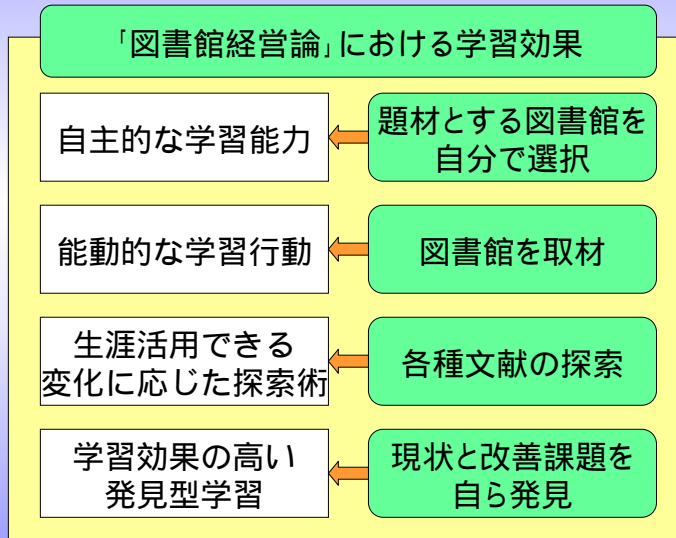 「図書館経営論」における学習効果
自主的な学習能力
題材とする図書館を
自分で選択
能動的な学習行動
図書館を取材
生涯活用できる
変化に応じた探索術
各種文献の探索
学習効果の高い
発見型学習
現状と改善課題を
自ら発見